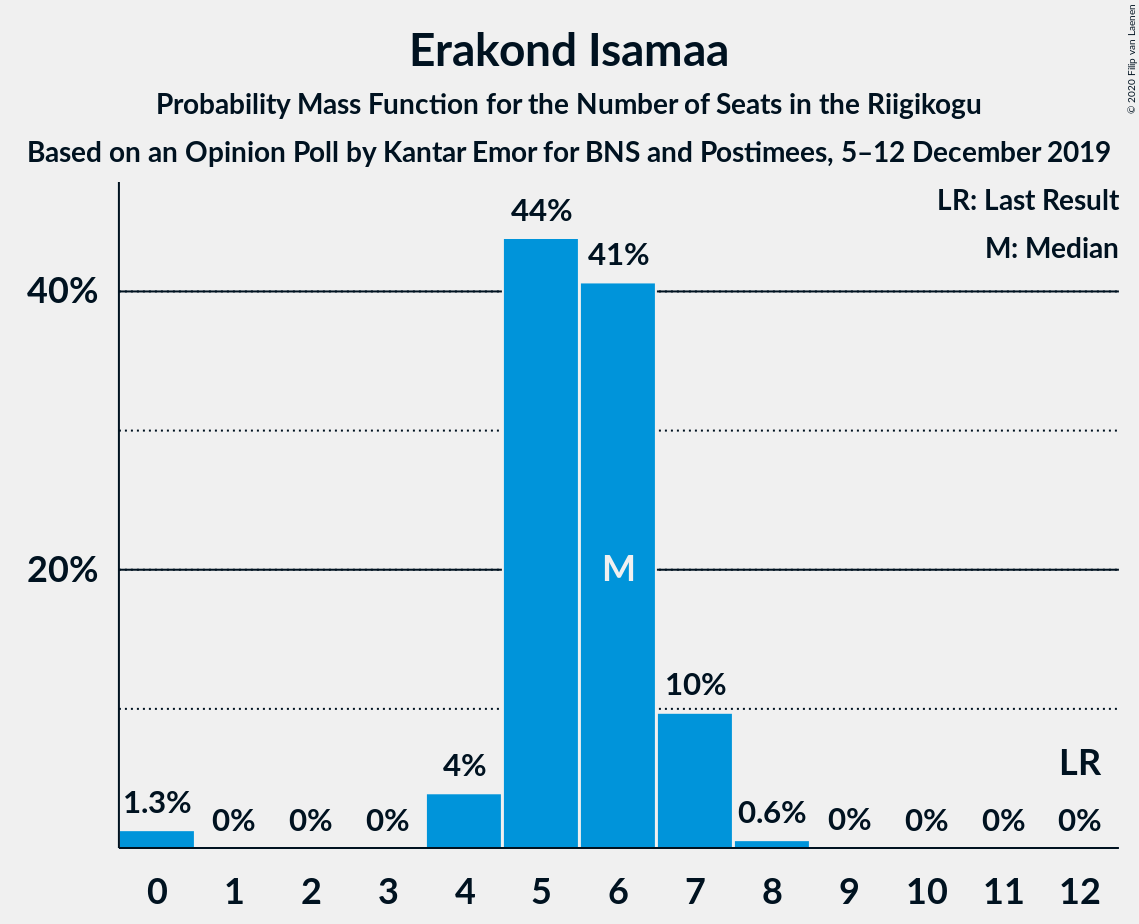 Erakond Isamaa
Probability Mass Function for the Number of Seats in the Riigikogu
Based on an Opinion Poll by Kantar Emor for BNS and Postimees, 5–12 December 2019
© 2020 Filip van Laenen
LR: Last Result
M: Median
40%
20%
1.3%
0%
0%
0%
4%
44%
41%
10%
0.6%
0%
0%
0%
0%
M
LR
0 1 2 3 4 5 6 7 8 9 10 11 12